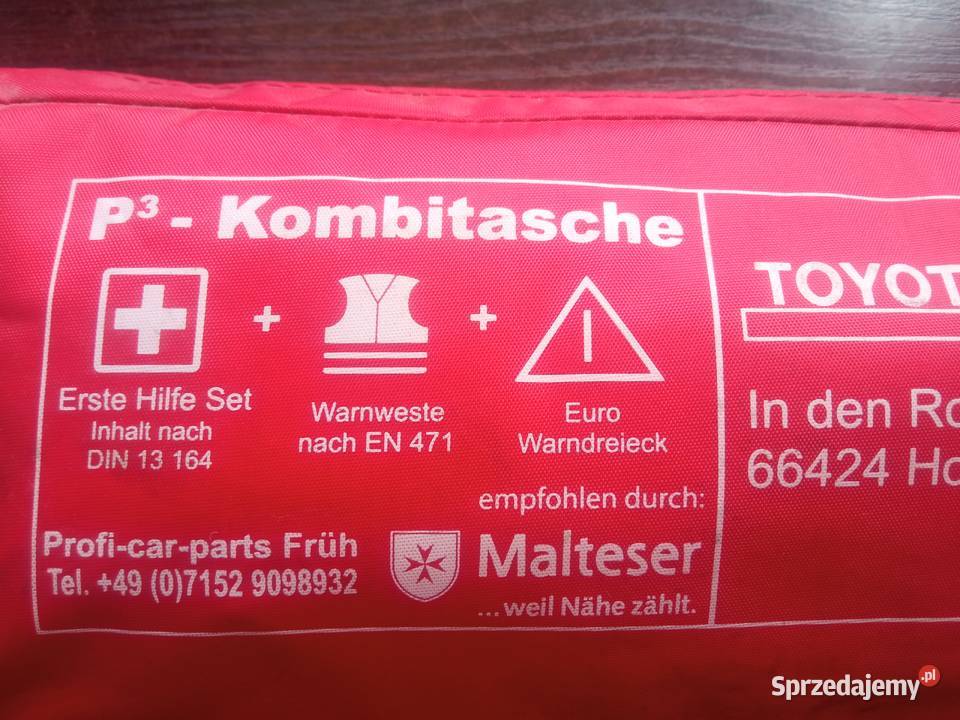 P³ - Kombitasche
+ +
Erste Hilfe Set
Inhalt nach
DIN 13 164
Warnweste
nach EN 471
Euro
Warndreieck
empfohlen durch:
Malteser
...weil Nähe zählt.
Profi-car-parts Früh
Tel. +49 (0)7152 9098932
TOYOT
In den Ro
66424 Ho
Sprzedajemy.pl